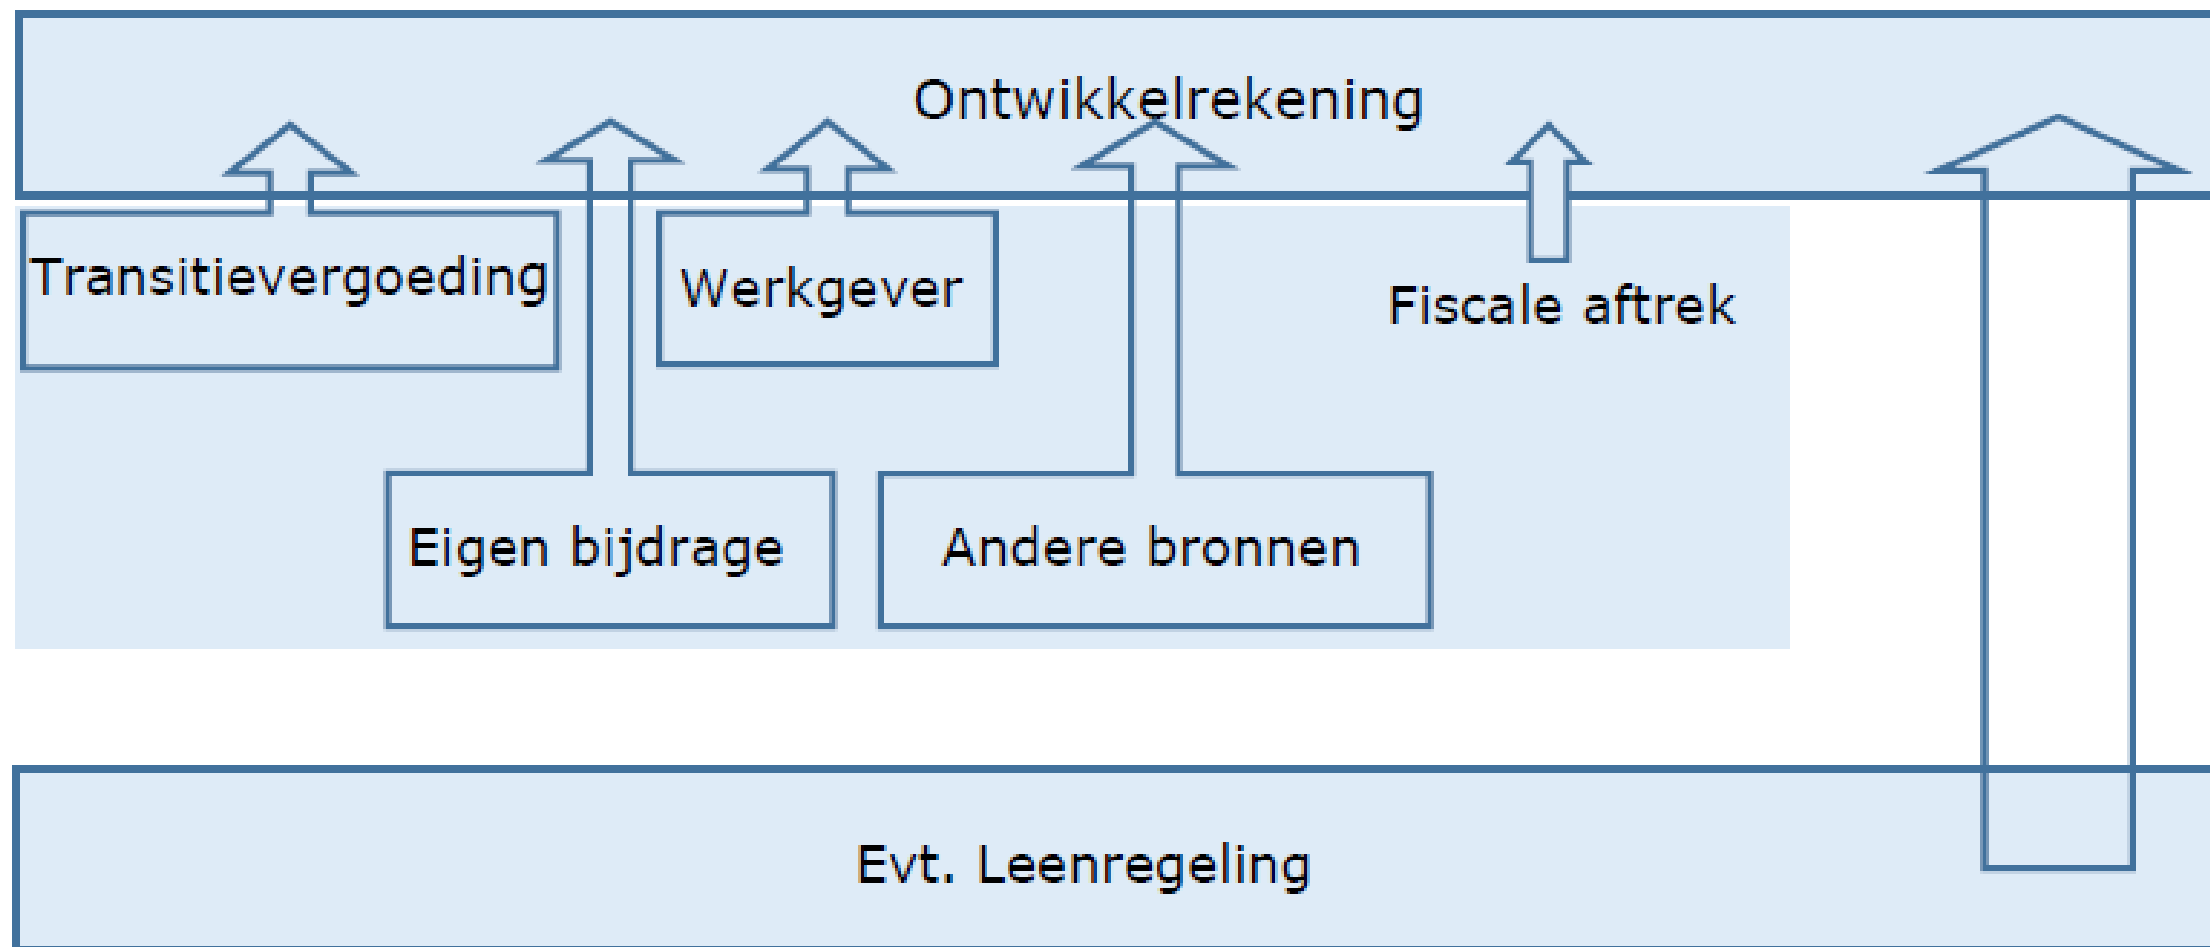 Ontwikkelrekening
Transitievergoeding
Werkgever
Fiscale aftrek
Eigen bijdrage
Andere bronnen
Evt. Leenregeling